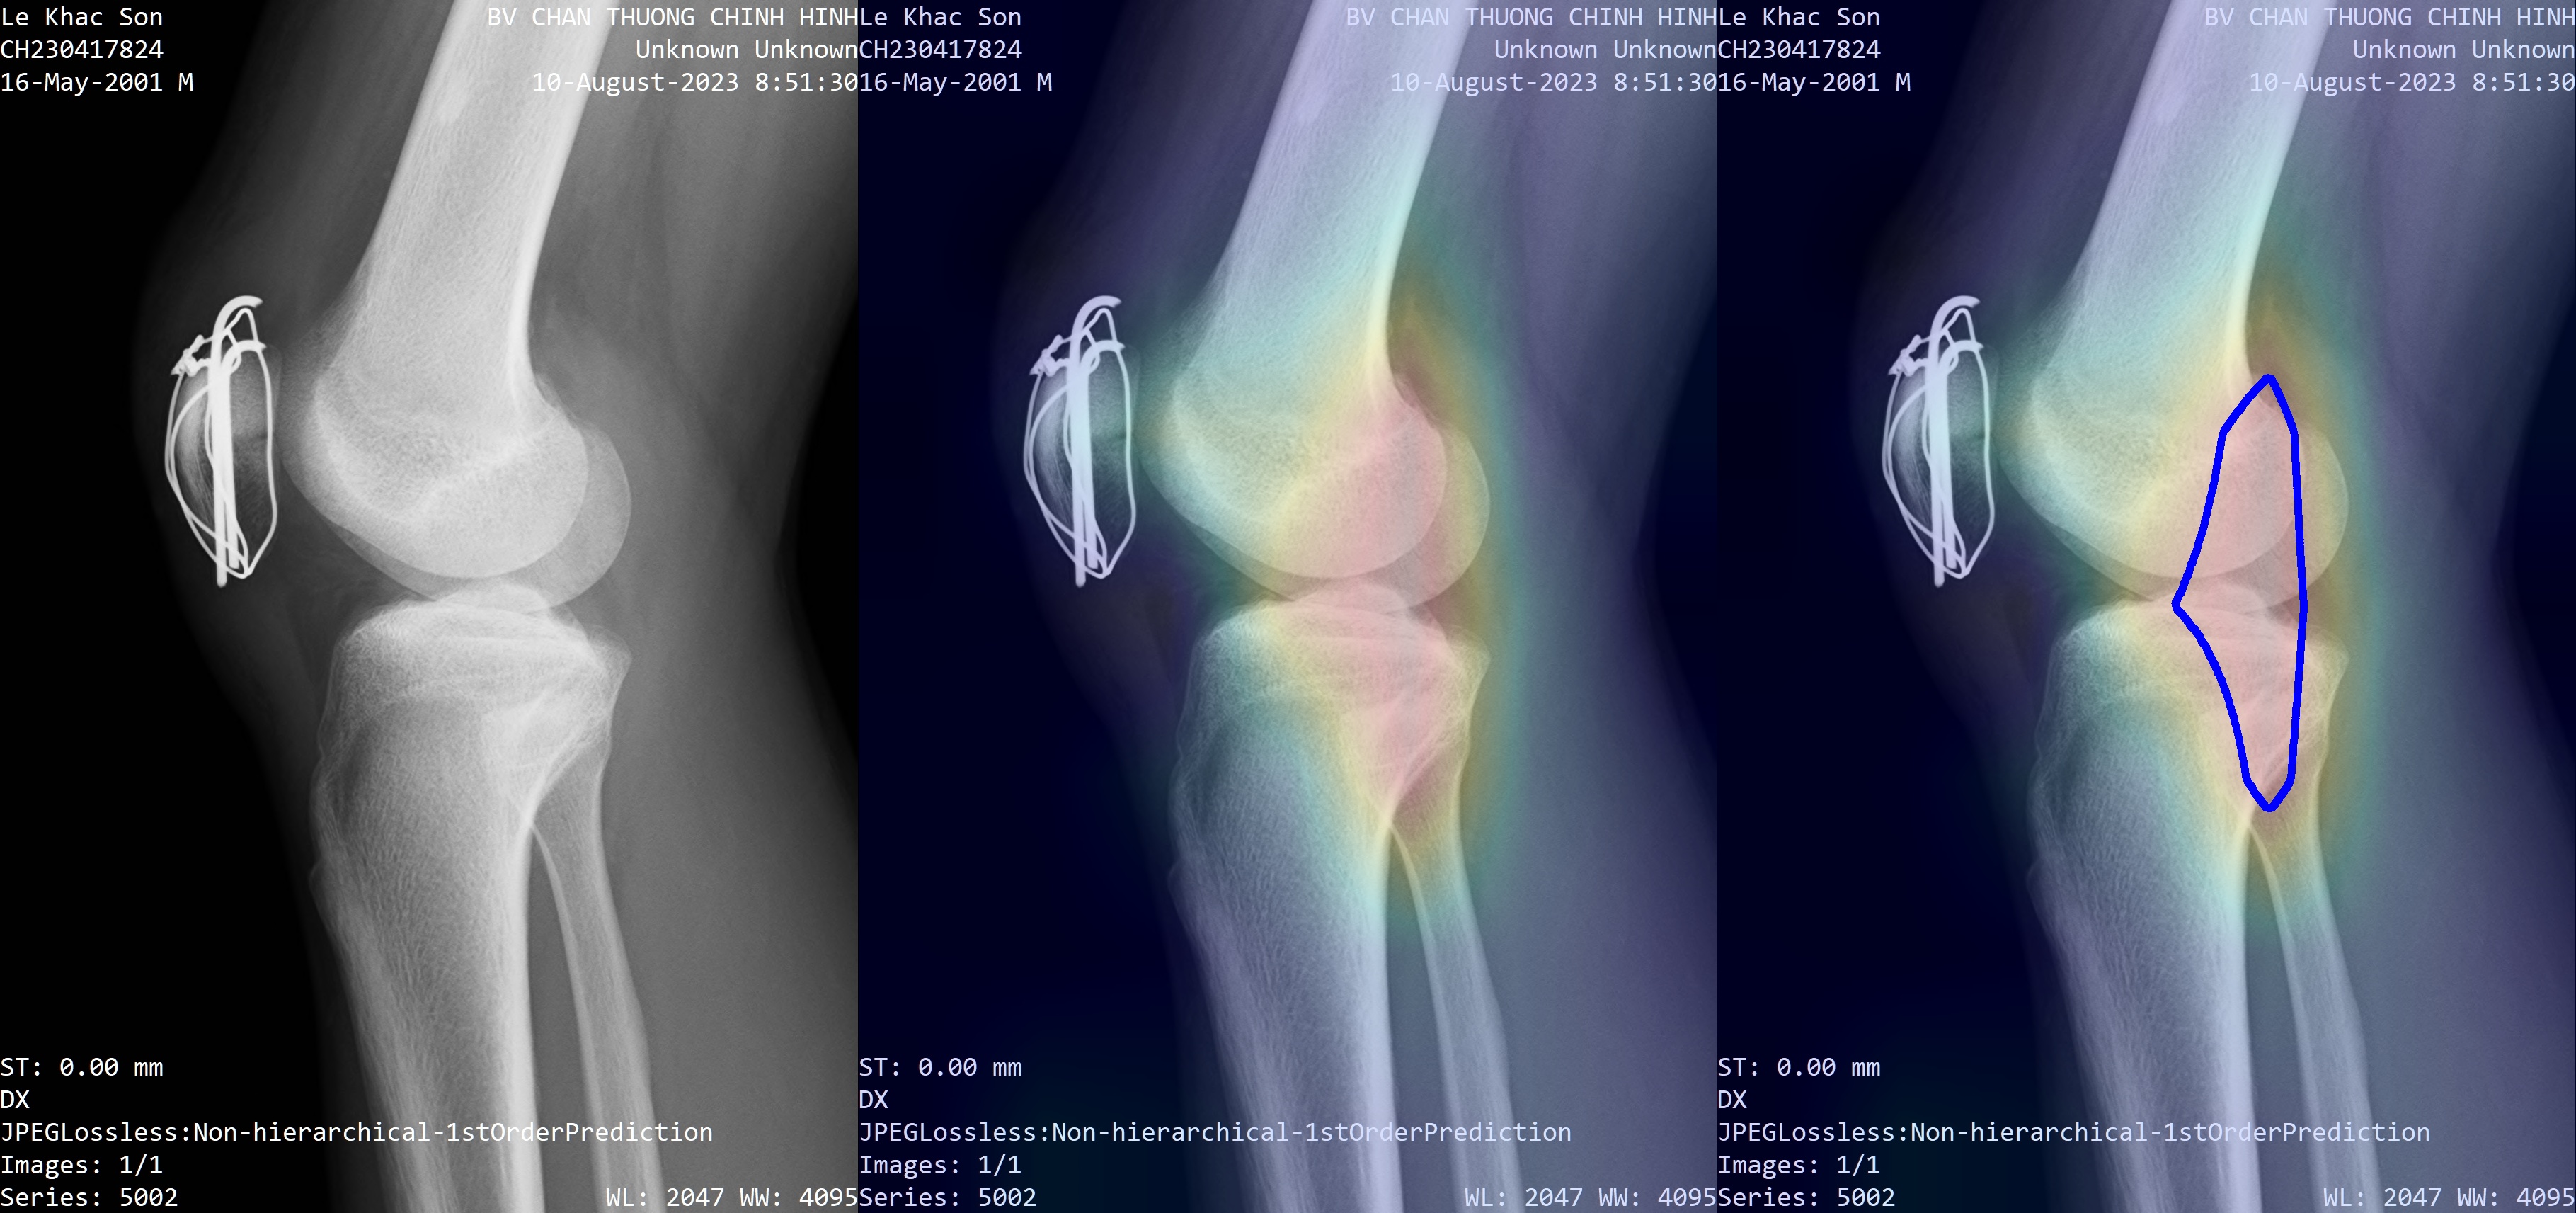 Le Khac Son
CH230417824
16-May-2001 M
BV CHAN THUONG CHINH HINH
Unknown Unknown
10-August-2023 8:51:30
ST: 0.00 mm
DX
JPEGLossless:Non-hierarchical-1stOrderPrediction
Images: 1/1
Series: 5002
WL: 2047 WW: 4095
Le Khac Son
CH230417824
16-May-2001 M
BV CHAN THUONG CHINH HINH
Unknown Unknown
10-August-2023 8:51:30
ST: 0.00 mm
DX
JPEGLossless:Non-hierarchical-1stOrderPrediction
Images: 1/1
Series: 5002
WL: 2047 WW: 4095
Le Khac Son
CH230417824
16-May-2001 M
BV CHAN THUONG CHINH HINH
Unknown Unknown
10-August-2023 8:51:30
ST: 0.00 mm
DX
JPEGLossless:Non-hierarchical-1stOrderPrediction
Images: 1/1
Series: 5002
WL: 2047 WW: 4095